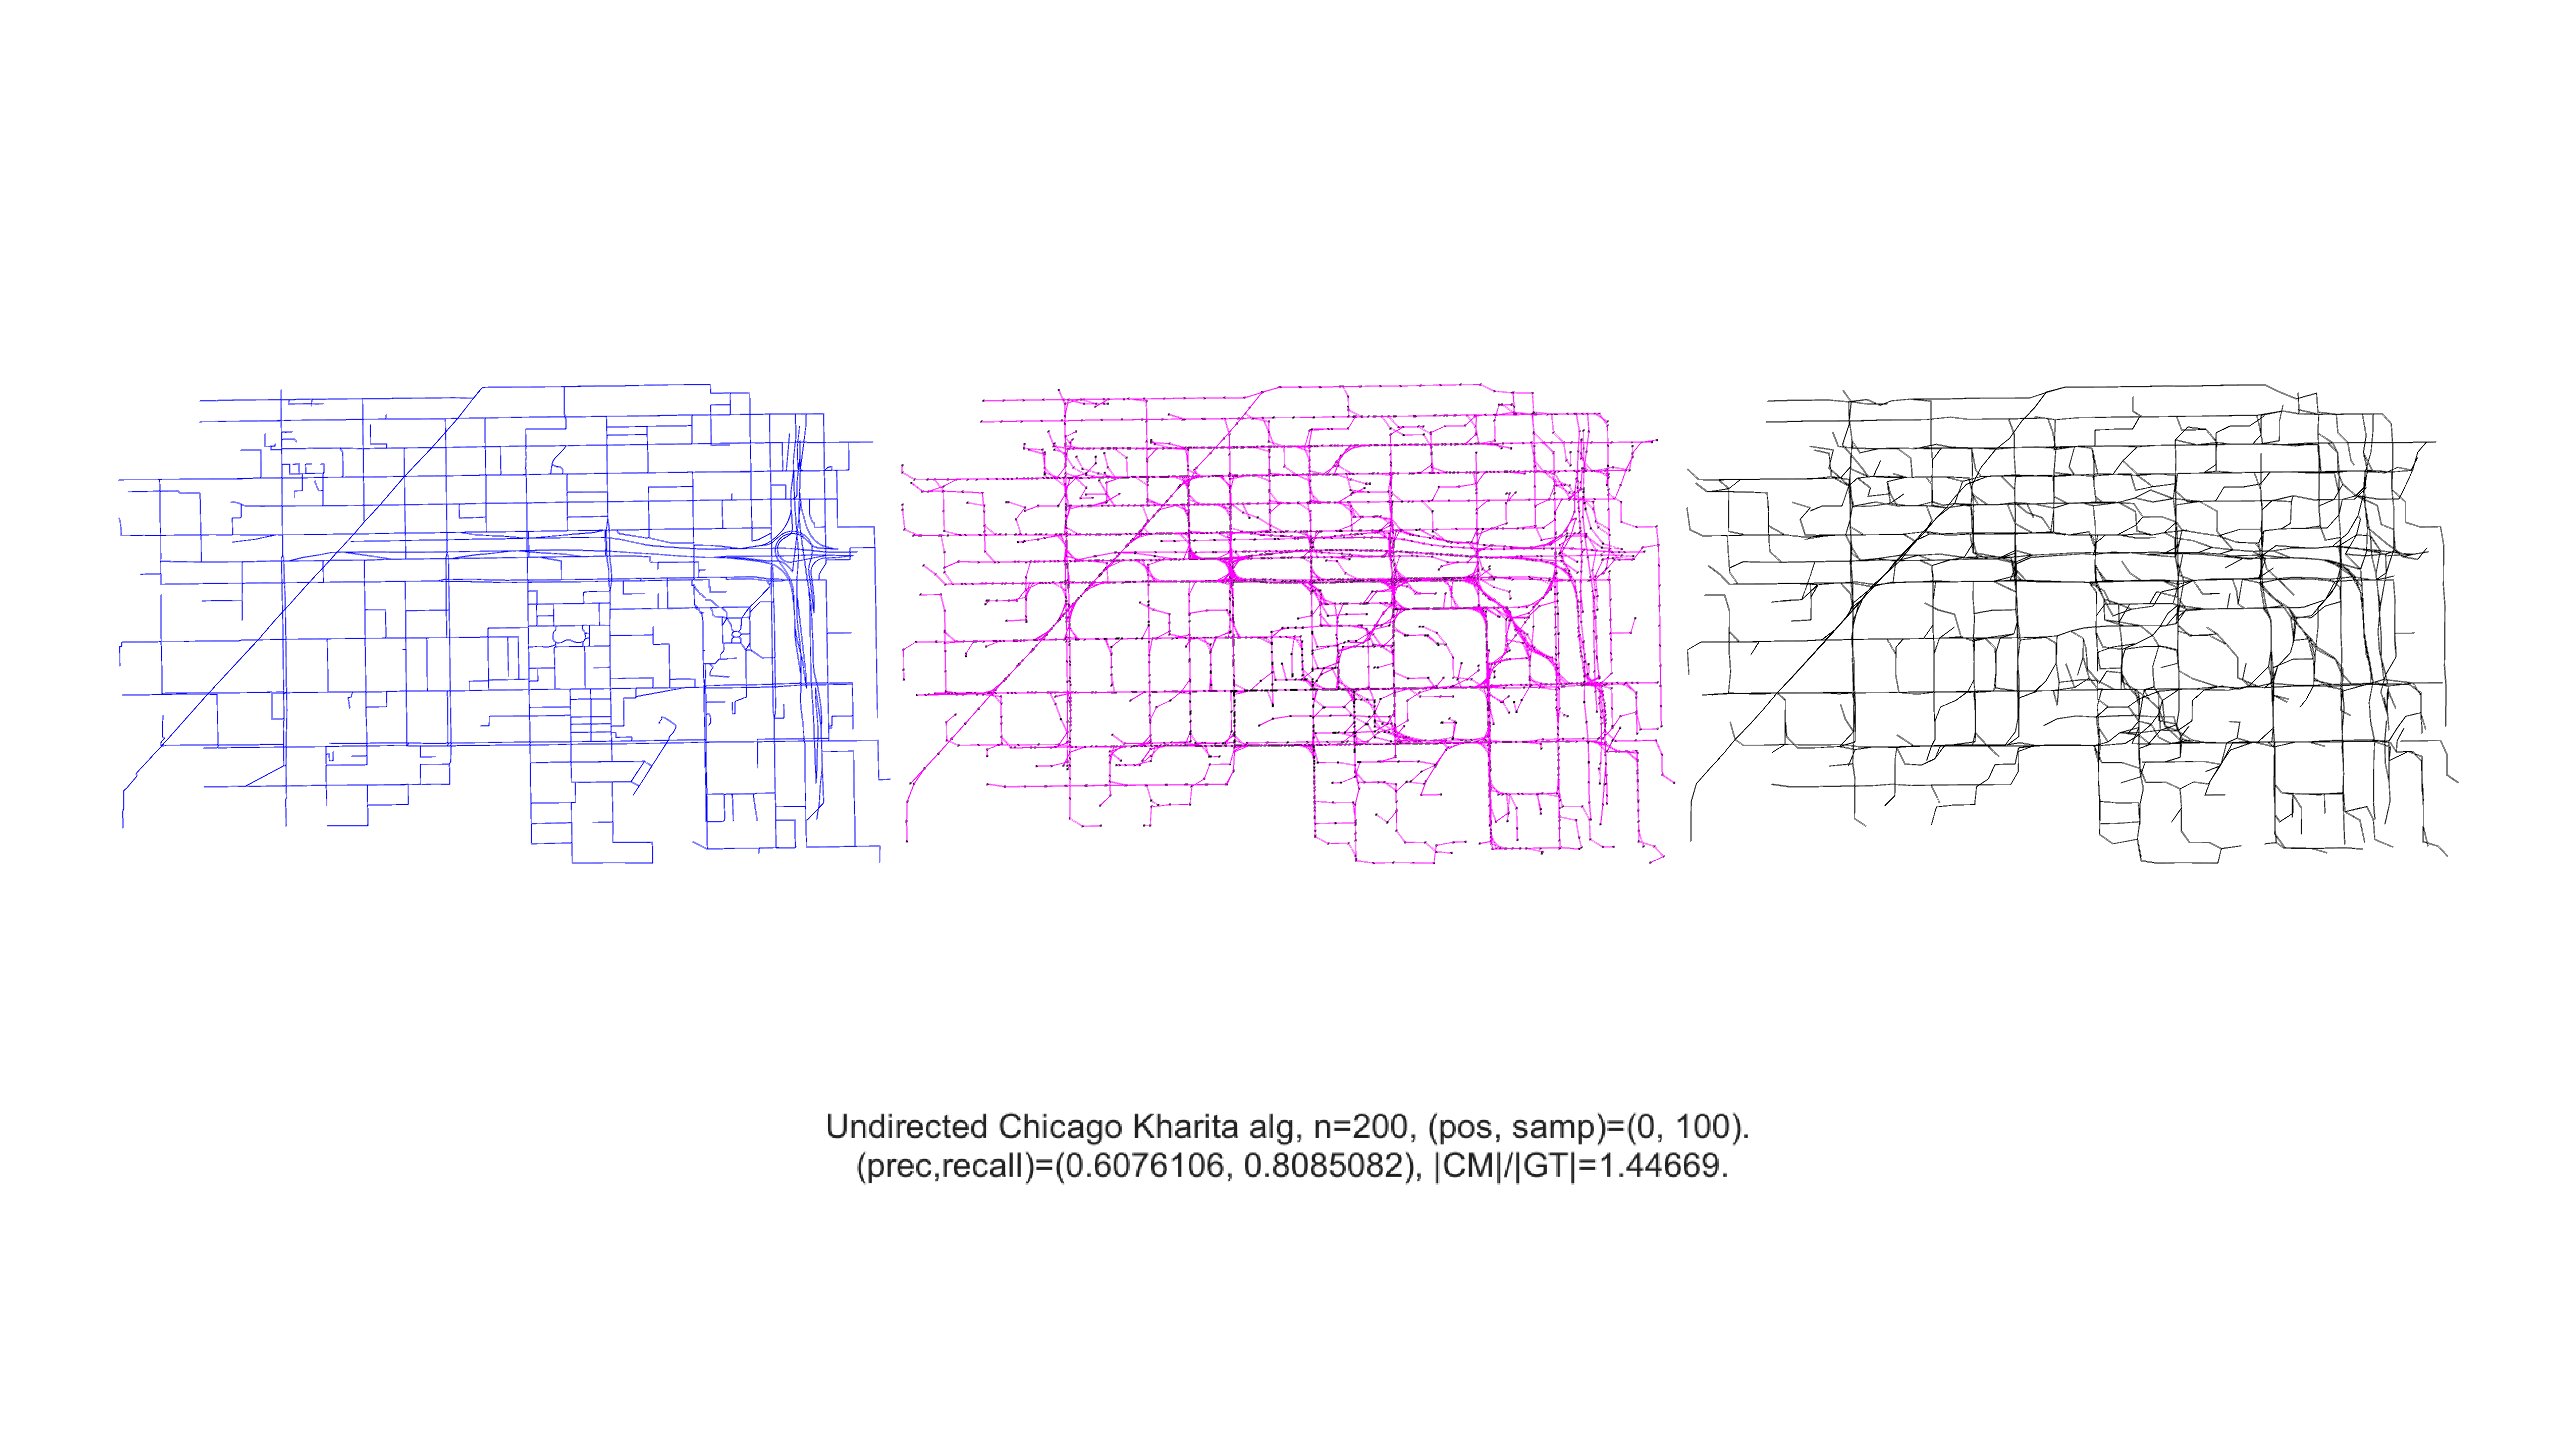 Undirected Chicago Kharita alg, n=200, (pos, samp)=(0, 100).
(prec,recall)=(0.6076106, 0.8085082), |CM|/|GT|=1.44669.